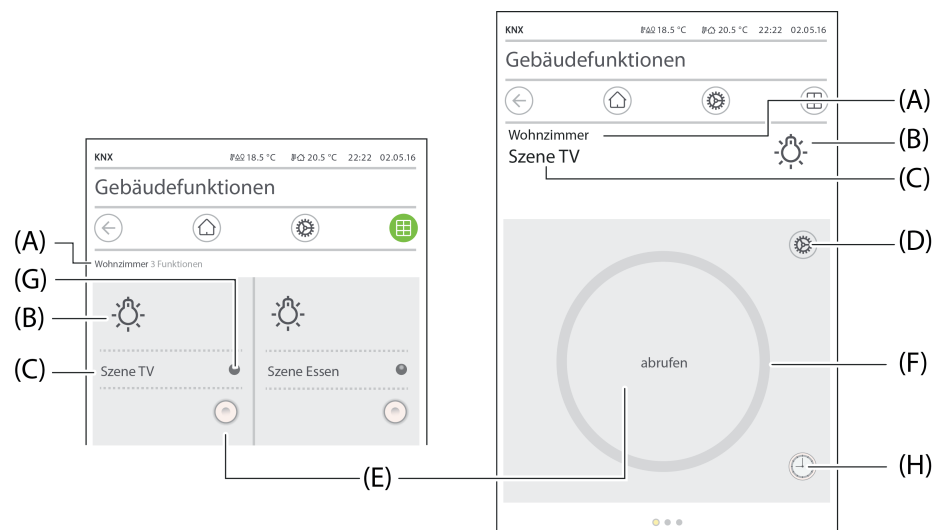 KNX 18.5 °C 20.5 °C 22:22 02.05.16
Gebäudefunktionen
Wohnzimmer 3 Funktionen
Szene TV
Szene Essen
(A)
(G)
(B)
(C)
(E)
KNX 18.5 °C 20.5 °C 22:22 02.05.16
Gebäudefunktionen
Wohnzimmer
Szene TV
abrufen
(A)
(B)
(C)
(D)
(F)
(H)